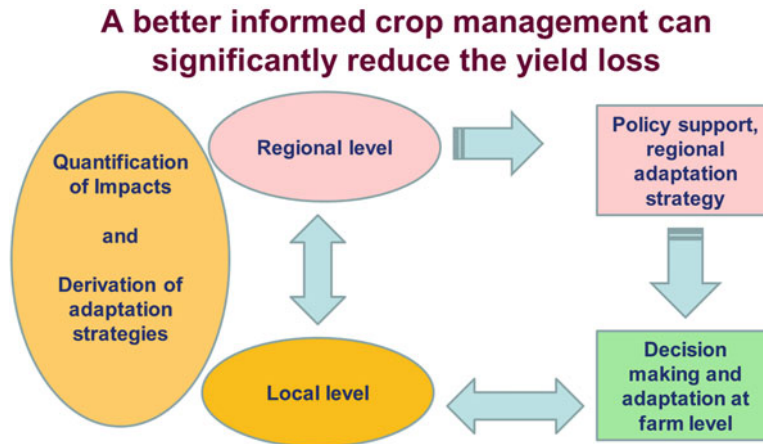 A better informed crop management can
significantly reduce the yield loss
Quantification
of Impacts
and
Derivation of
adaptation
strategies
Regional level
Policy support,
regional
adaptation
strategy
Local level
Decision
making and
adaptation at
farm level